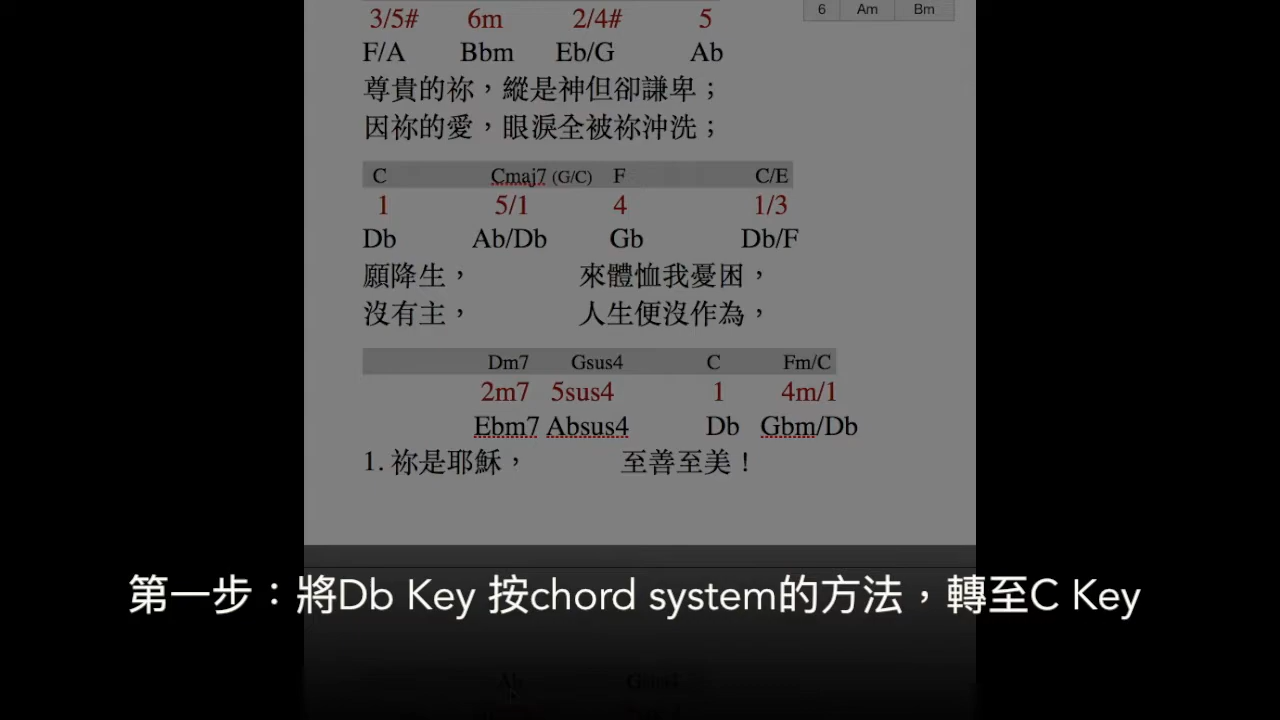 3/5# 6m 2/4# 5 6 Am Bm
F/A Bbm Eb/G Ab
尊貴的祢，縱是神但卻謙卑；
因祢的愛，眼淚全被祢沖洗；
C Cmaj7 (G/C) F C/E
1 5/1 4 1/3
Db Ab/Db Gb Db/F
願降生， 來體恤我憂困，
沒有主， 人生便沒作為，
Dm7 Gsus4 C Fm/C
2m7 5sus4 1 4m/1
Ebm7 Absus4 Db Gbm/Db
1. 祢是耶穌， 至善至美！
第一步：將Db Key 按chord system的方法，轉至C Key